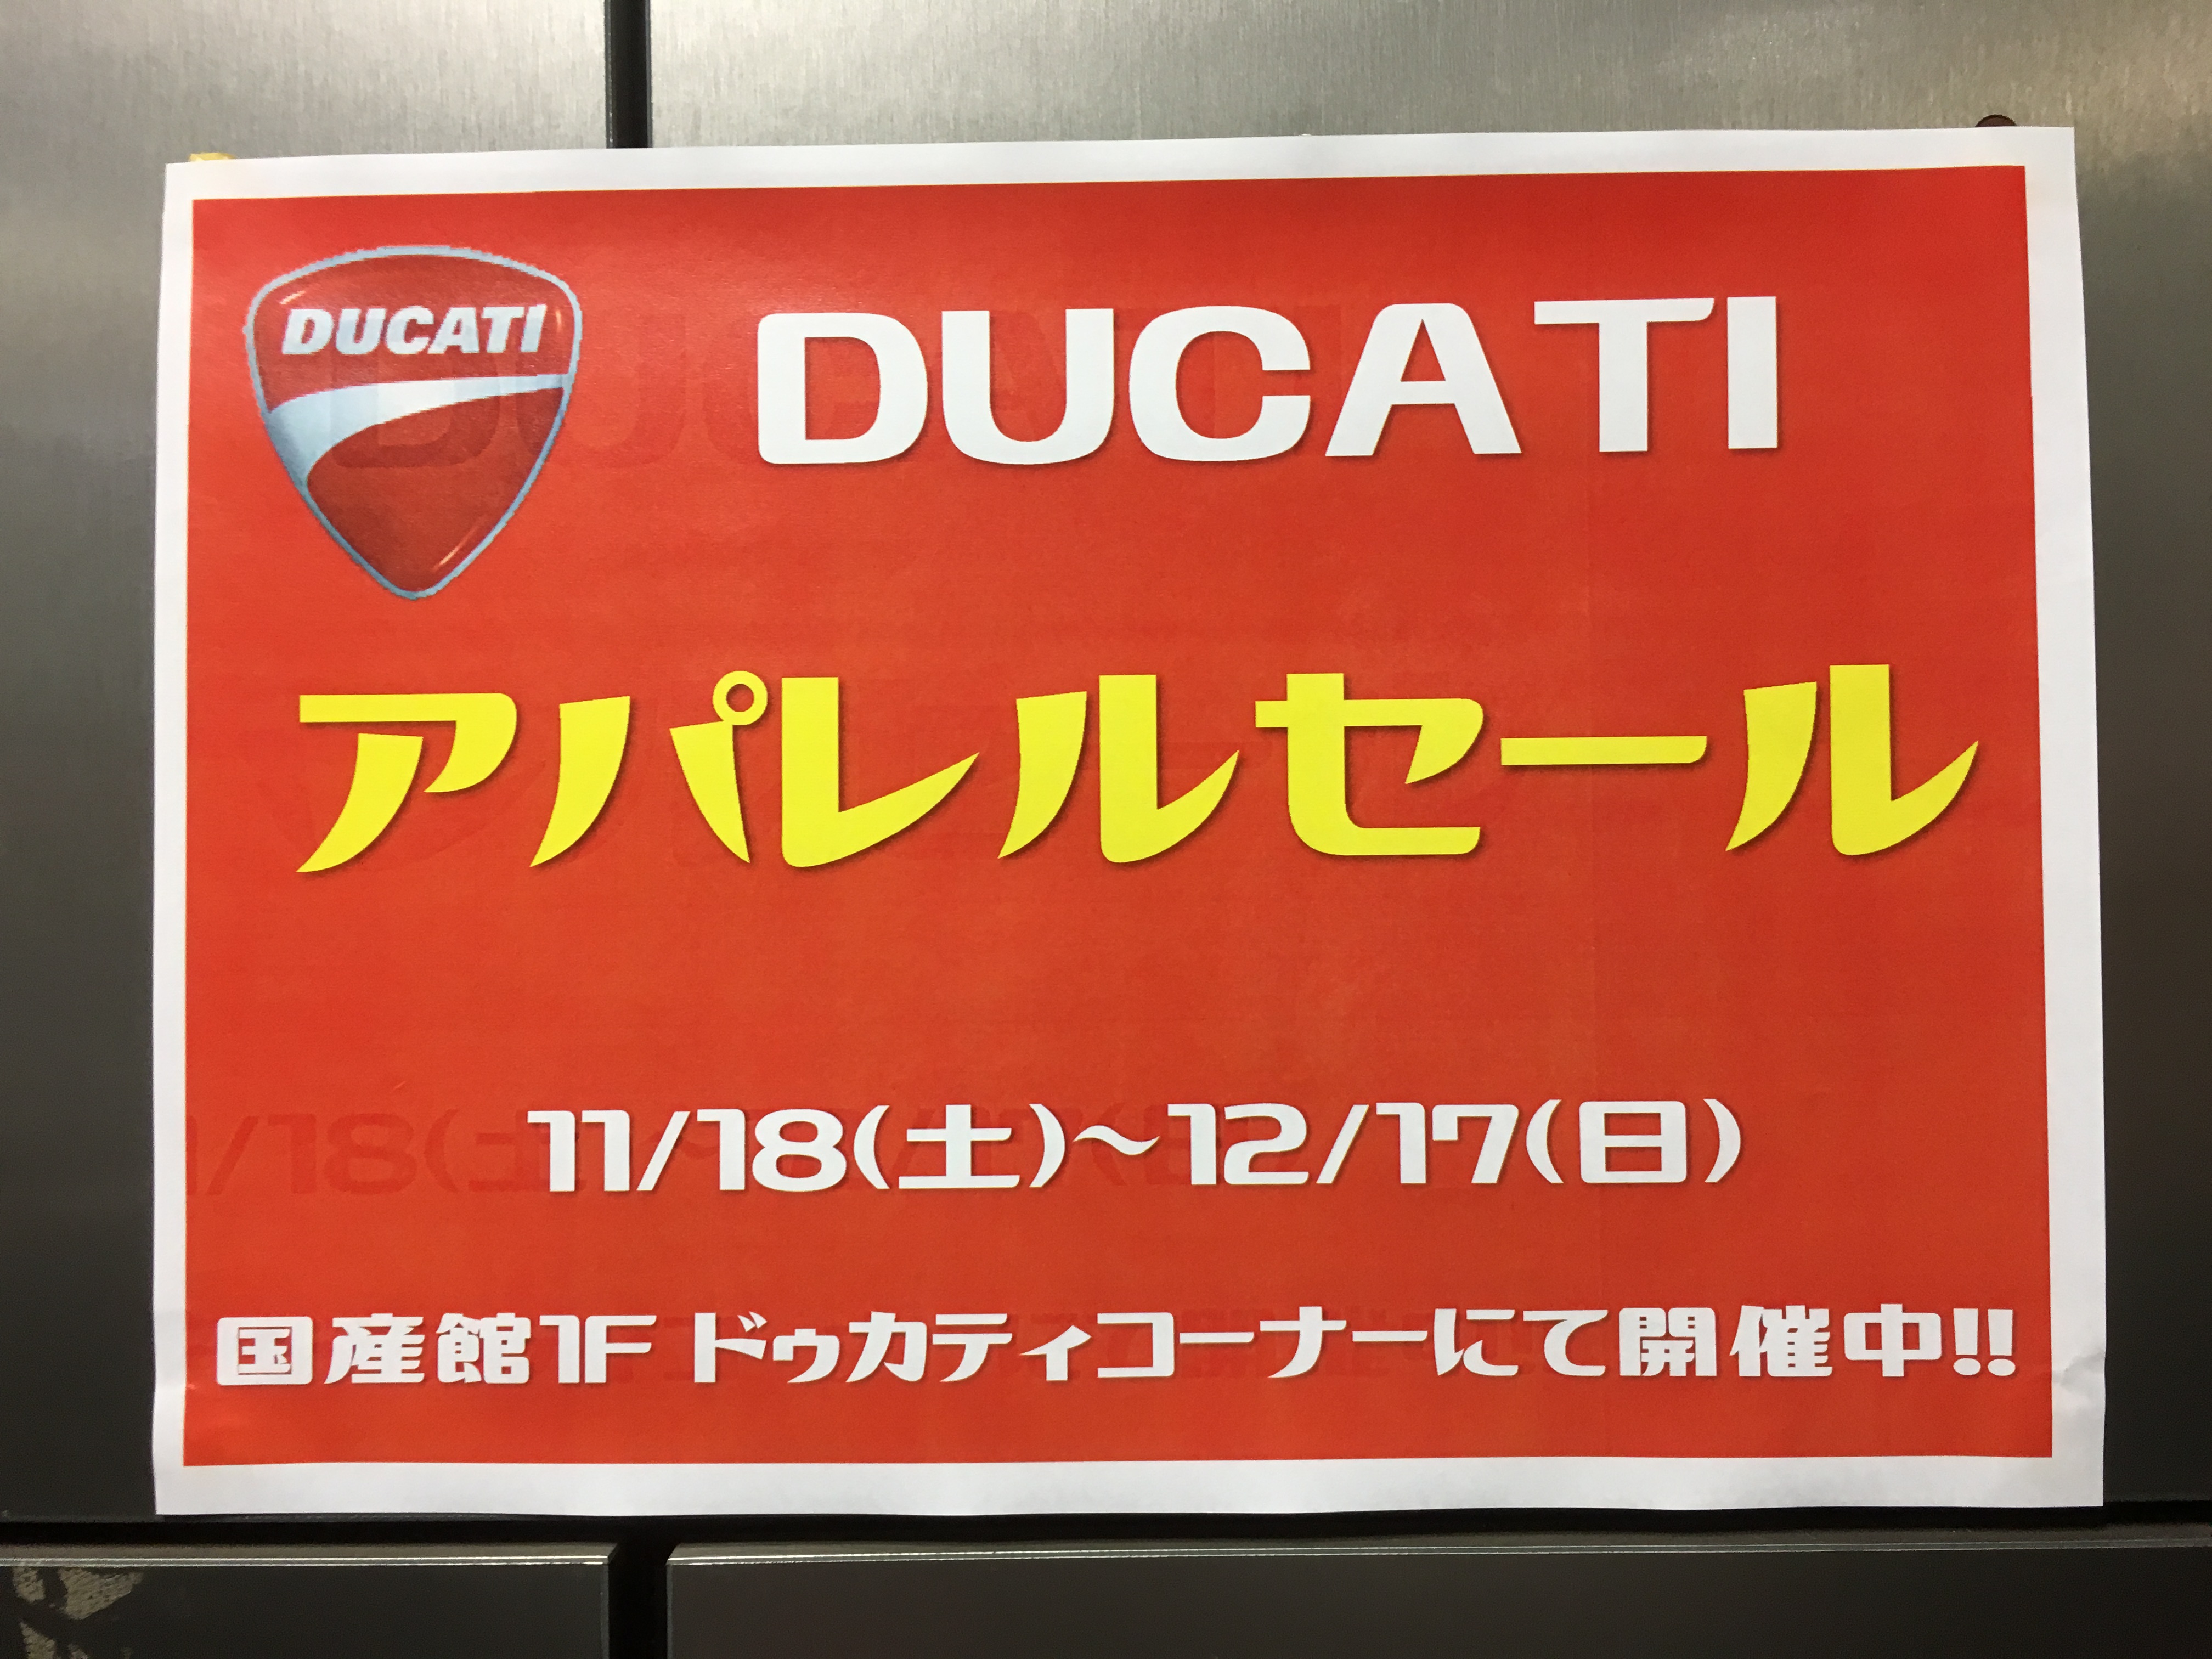 DUCATI
DUCATI
アパレルセール
11/18(土)~12/17(日)
国産館1F ドゥカティコーナーにて開催中!!